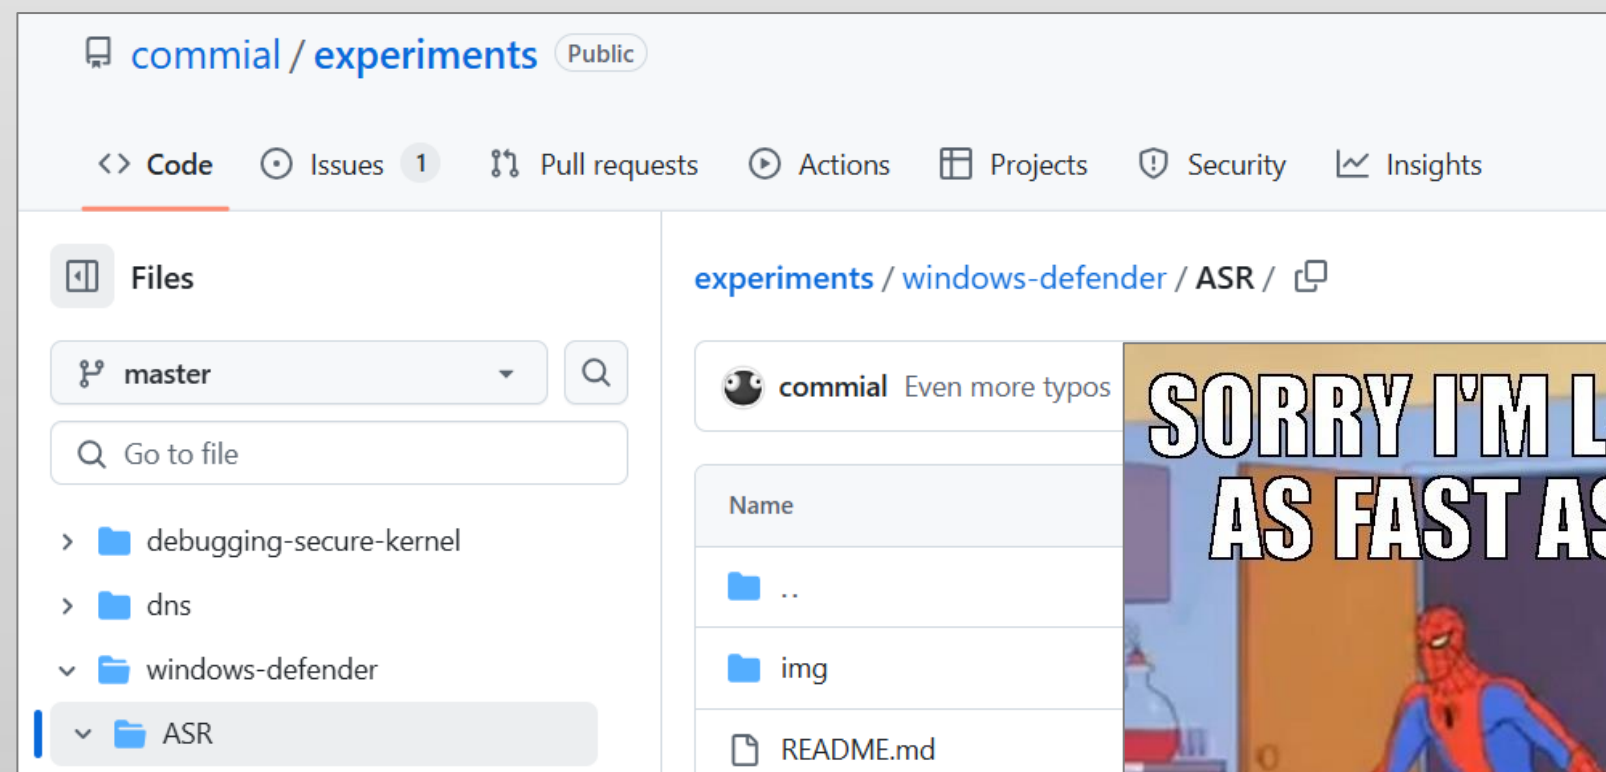 commial / experiments Public
Code Issues 1 Pull requests Actions Projects Security Insights
Files
master
Go to file
debugging-secure-kernel
dns
windows-defender
ASR
experiments / windows-defender / ASR /
commial Even more typos
Name
..
img
README.md
SORRY I'M L
AS FAST AS